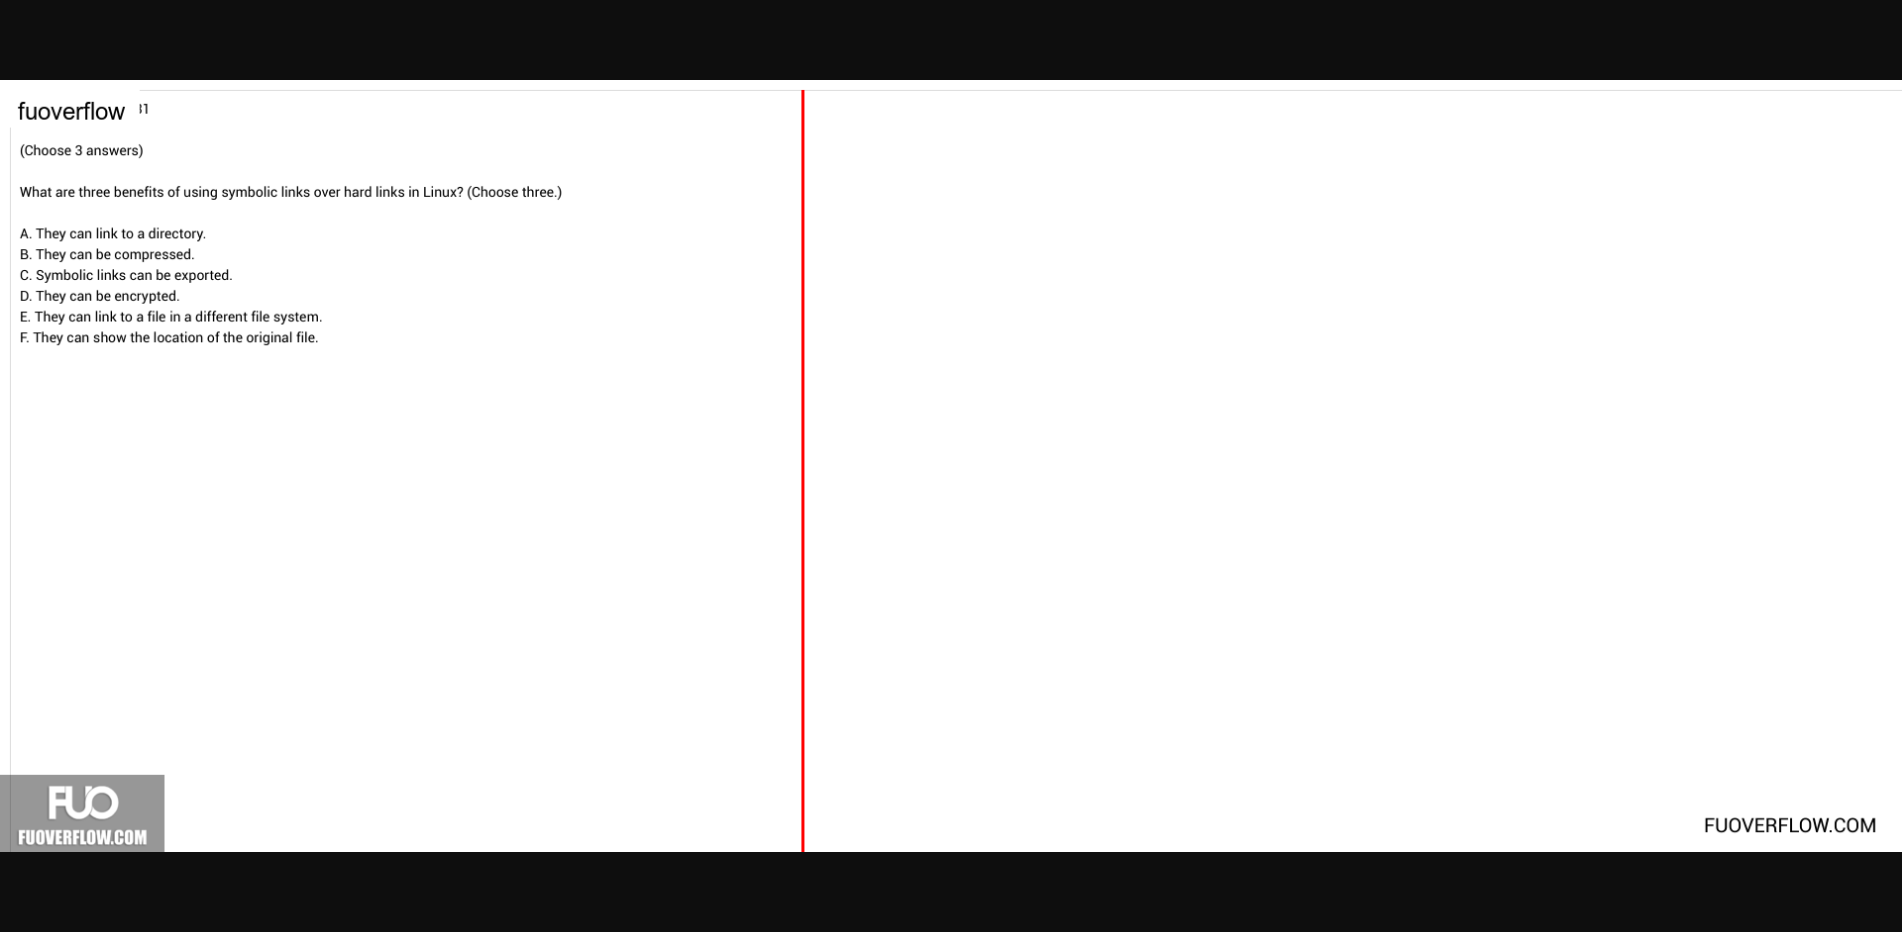 fuoverflow
(Choose 3 answers)
What are three benefits of using symbolic links over hard links in Linux? (Choose three.)
A. They can link to a directory.
B. They can be compressed.
C. Symbolic links can be exported.
D. They can be encrypted.
E. They can link to a file in a different file system.
F. They can show the location of the original file.
FUO
FUOVERFLOW.COM
FUOVERFLOW.COM